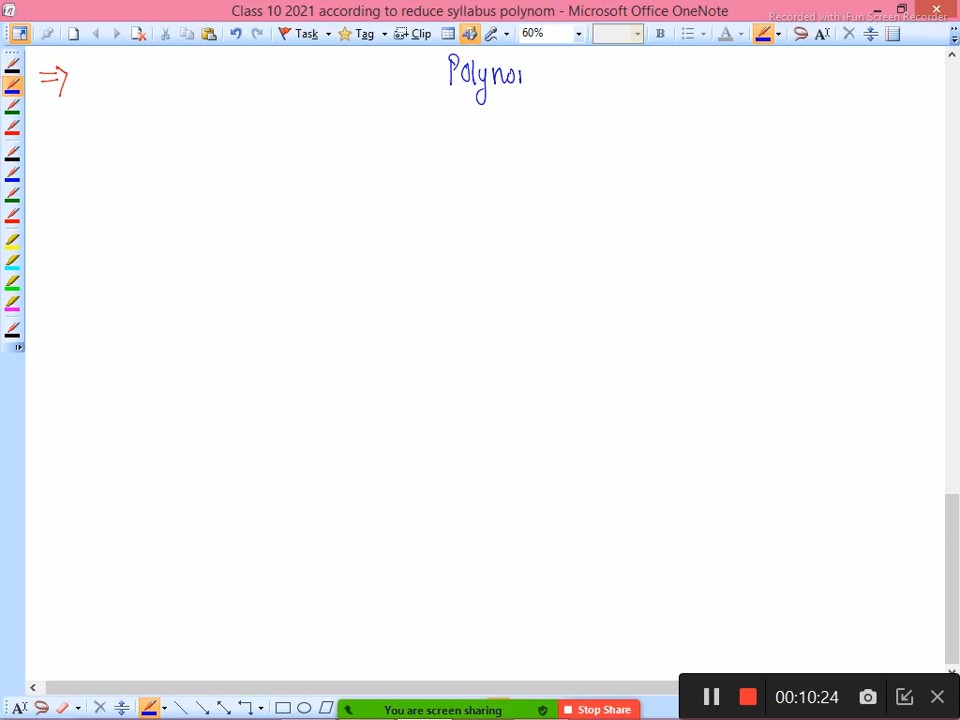 Class 10 2021 according to reduce syllabus polynom - Microsoft Office OneNote
Recorded with iFun Screen Recorder
Task Tag Clip 60% B A A
⇒ Polyno
A
You are screen sharing Stop Share 00:10:24